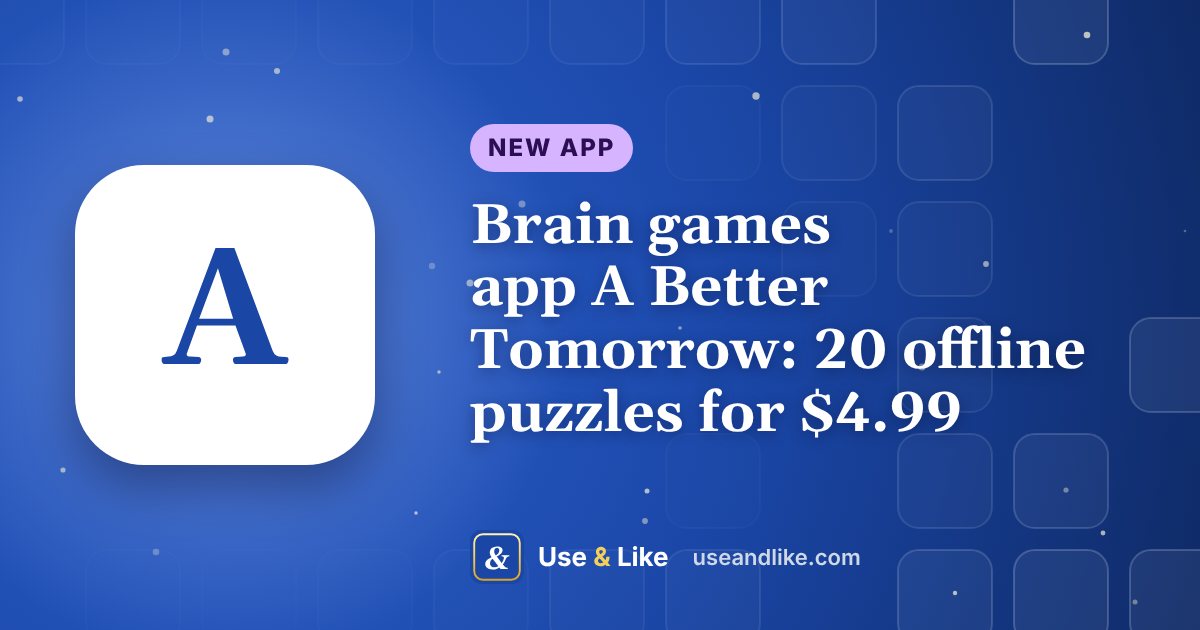 NEW APP
A
Brain games
app A Better
Tomorrow: 20 offline
puzzles for $4.99
& Use & Like useandlike.com